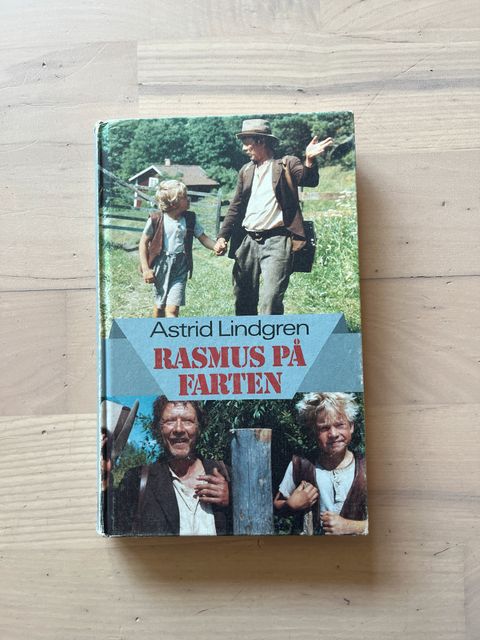 Astrid Lindgren
RASMUS PÅ
FARTEN